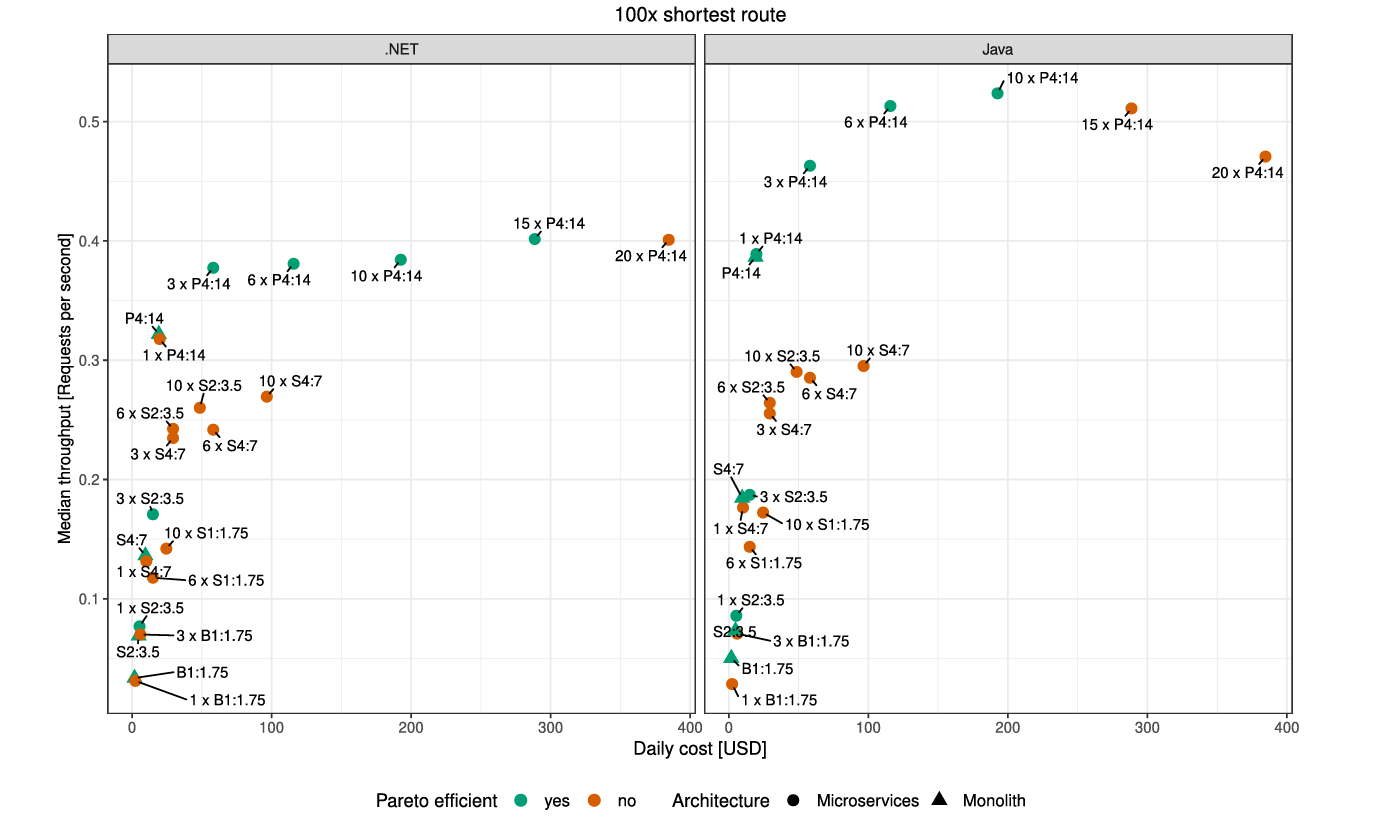 100x shortest route
.NET
Java
Median throughput [Requests per second]
0.5
0.4
0.3
0.2
0.1
15 x P4:14
20 x P4:14
3 x P4:14
6 x P4:14
10 x P4:14
P4:14
1 x P4:14
10 x S2:3.5
10 x S4:7
6 x S2:3.5
3 x S4:7
6 x S4:7
3 x S2:3.5
10 x S1:1.75
S4:7
1 x S4:7
6 x S1:1.75
1 x S2:3.5
3 x B1:1.75
S2:3.5
B1:1.75
1 x B1:1.75
10 x P4:14
6 x P4:14
15 x P4:14
20 x P4:14
3 x P4:14
1 x P4:14
P4:14
10 x S2:3.5
10 x S4:7
6 x S2:3.5
6 x S4:7
3 x S4:7
S4:7
3 x S2:3.5
1 x S4:7
10 x S1:1.75
6 x S1:1.75
1 x S2:3.5
S2:3.5
3 x B1:1.75
B1:1.75
1 x B1:1.75
0
100
200
300
400
0
100
200
300
400
Daily cost [USD]
Pareto efficient
yes
no
Architecture
Microservices
Monolith